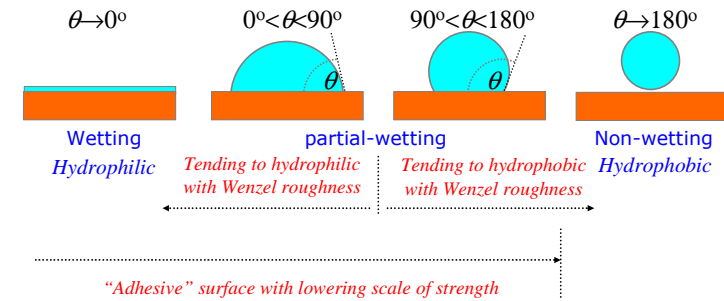 θ→0° 0°<θ<90° 90°<θ<180° θ→180°
θ θ
Wetting partial-wetting Non-wetting
Hydrophilic Tending to hydrophilic Tending to hydrophobic Hydrophobic
with Wenzel roughness with Wenzel roughness
“Adhesive” surface with lowering scale of strength